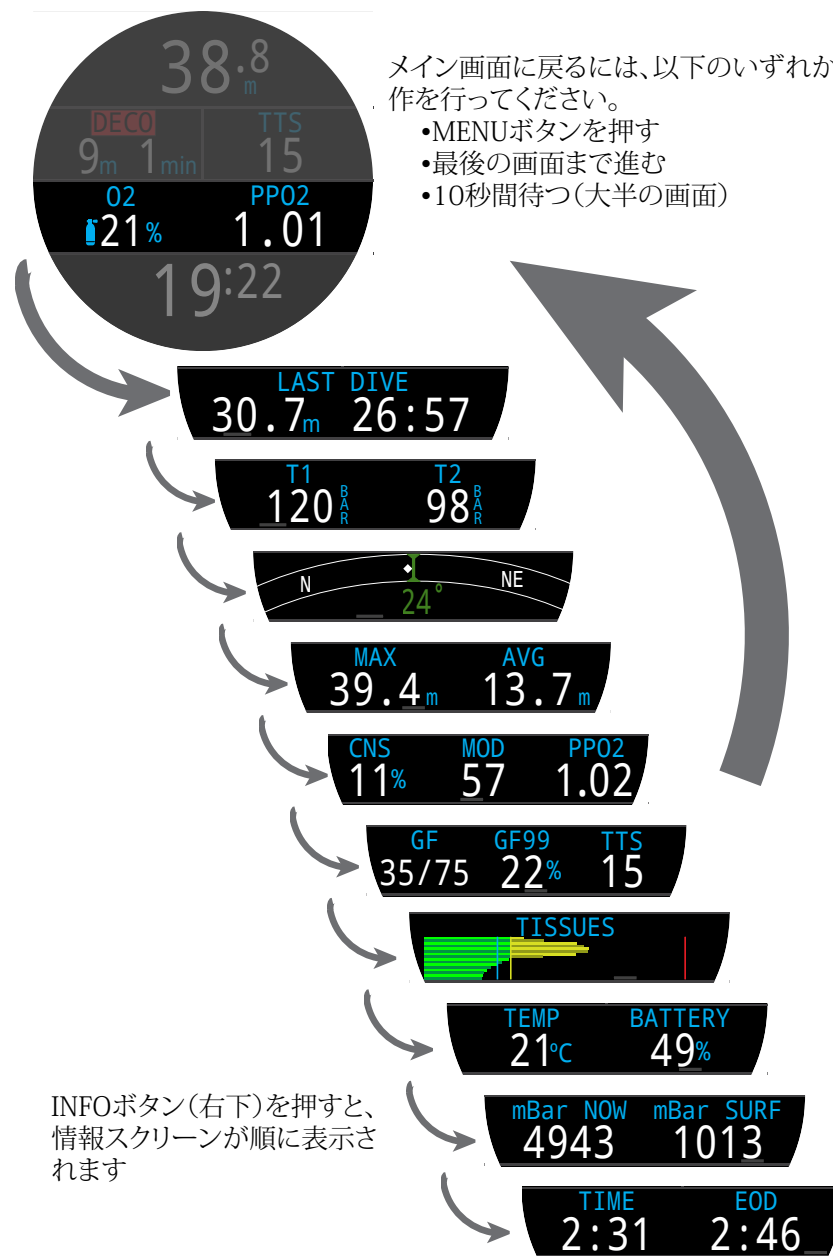 38.8
m
DECO TTS
9m 1min 15
O2 PPO2
21% 1.01
19:22
メイン画面に戻るには、以下のいずれか
作を行ってください。
•MENUボタンを押す
•最後の画面まで進む
•10秒間待つ（大半の画面）
LAST DIVE
30.7m 26:57
T1 T2
120BAR 98BAR
N NE
24°
MAX AVG
39.4m 13.7m
CNS MOD PPO2
11% 57 1.02
GF GF99 TTS
35/75 22% 15
TISSUES
TEMP BATTERY
21ºC 49%
mBar NOW mBar SURF
4943 1013
TIME EOD
2:31 2:46
INFOボタン（右下）を押すと、
情報スクリーンが順に表示さ
れます